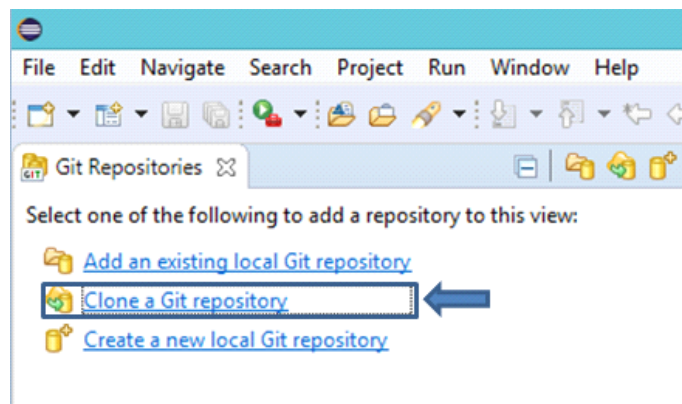 File Edit Navigate Search Project Run Window Help
GIT Git Repositories
Select one of the following to add a repository to this view:
Add an existing local Git repository
Clone a Git repository
Create a new local Git repository